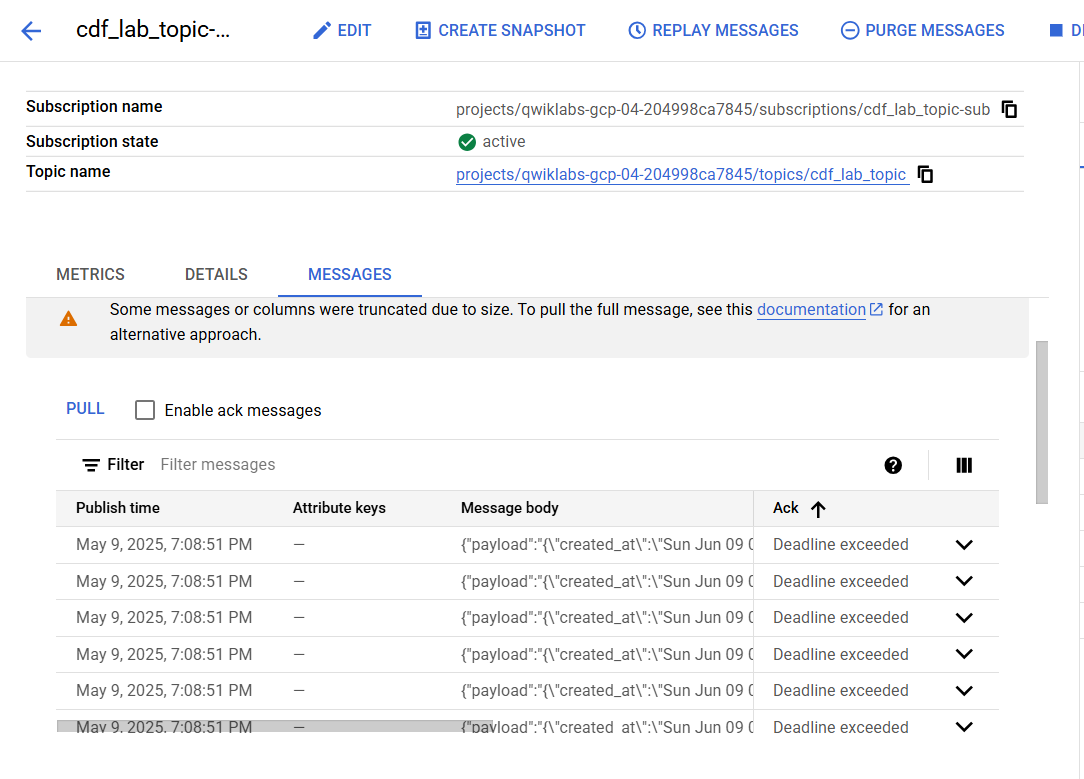 cdf_lab_topic-... EDIT CREATE SNAPSHOT REPLAY MESSAGES PURGE MESSAGES
Subscription name projects/qwiklabs-gcp-04-204998ca7845/subscriptions/cdf_lab_topic-sub
Subscription state active
Topic name projects/qwiklabs-gcp-04-204998ca7845/topics/cdf_lab_topic
METRICS DETAILS MESSAGES
Some messages or columns were truncated due to size. To pull the full message, see this documentation for an
alternative approach.
PULL Enable ack messages
Filter Filter messages
Publish time Attribute keys Message body Ack
May 9, 2025, 7:08:51 PM — {"payload":"{\"created_at\":\"Sun Jun 09 0 Deadline exceeded
May 9, 2025, 7:08:51 PM — {"payload":"{\"created_at\":\"Sun Jun 09 0 Deadline exceeded
May 9, 2025, 7:08:51 PM — {"payload":"{\"created_at\":\"Sun Jun 09 0 Deadline exceeded
May 9, 2025, 7:08:51 PM — {"payload":"{\"created_at\":\"Sun Jun 09 0 Deadline exceeded
May 9, 2025, 7:08:51 PM — {"payload":"{\"created_at\":\"Sun Jun 09 0 Deadline exceeded
May 9, 2025, 7:08:51 PM — {"payload":"{\"created_at\":\"Sun Jun 09 0 Deadline exceeded